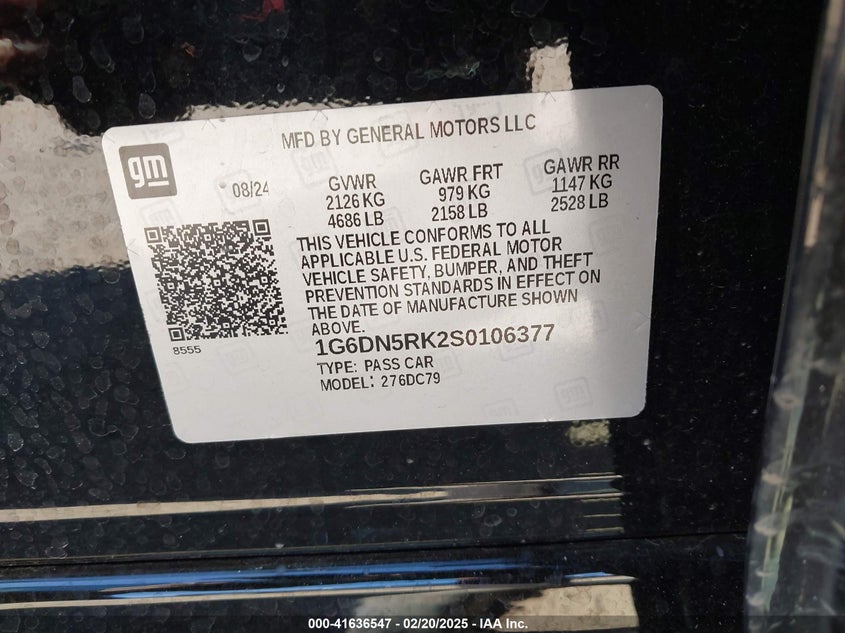 MFD BY GENERAL MOTORS LLC
gm
08/24
GVWR
2126 KG
4686 LB
GAWR FRT
979 KG
2158 LB
GAWR RR
1147 KG
2528 LB
THIS VEHICLE CONFORMS TO ALL
APPLICABLE U.S. FEDERAL MOTOR
VEHICLE SAFETY, BUMPER, AND THEFT
PREVENTION STANDARDS IN EFFECT ON
THE DATE OF MANUFACTURE SHOWN
ABOVE.
8555
1G6DN5RK2S0106377
TYPE: PASS CAR
MODEL: 276DC79
000-41636547 — 02/20/2025 - IAA Inc.